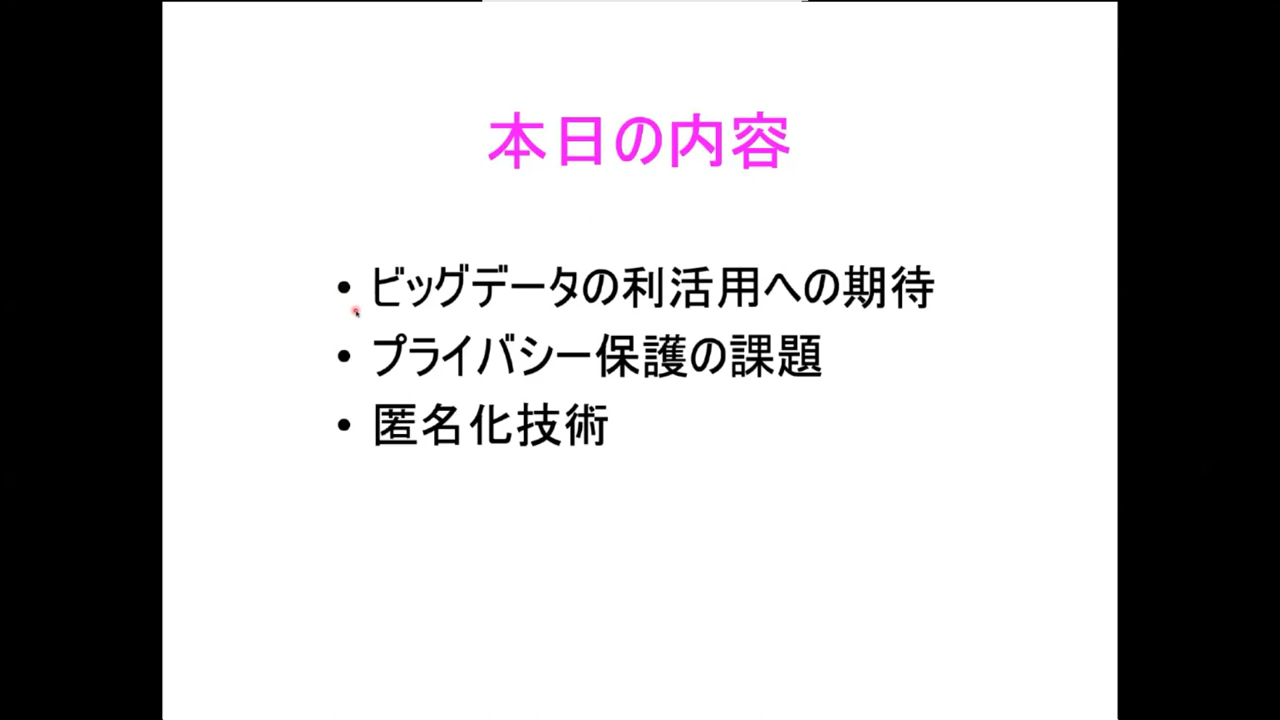 本日の内容
• ビッグデータの利活用への期待
• プライバシー保護の課題
• 匿名化技術